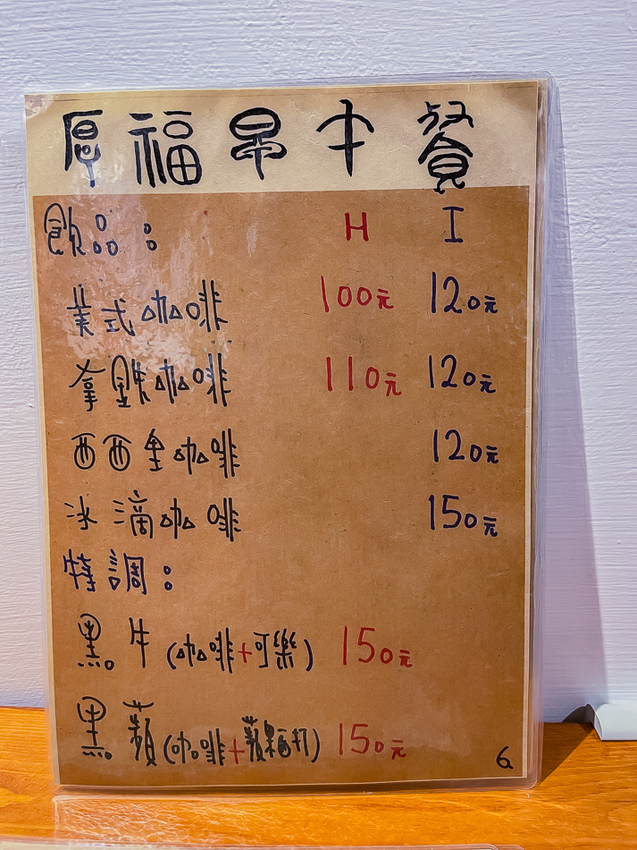 厚福早午餐
飲品： H I
美式咖啡 100元 120元
拿鐵咖啡 110元 120元
西西里咖啡 120元
冰滴咖啡 150元
特調：
黑牛(咖啡+可樂) 150元
黑蘋(咖啡+蘋果西打) 150元
6